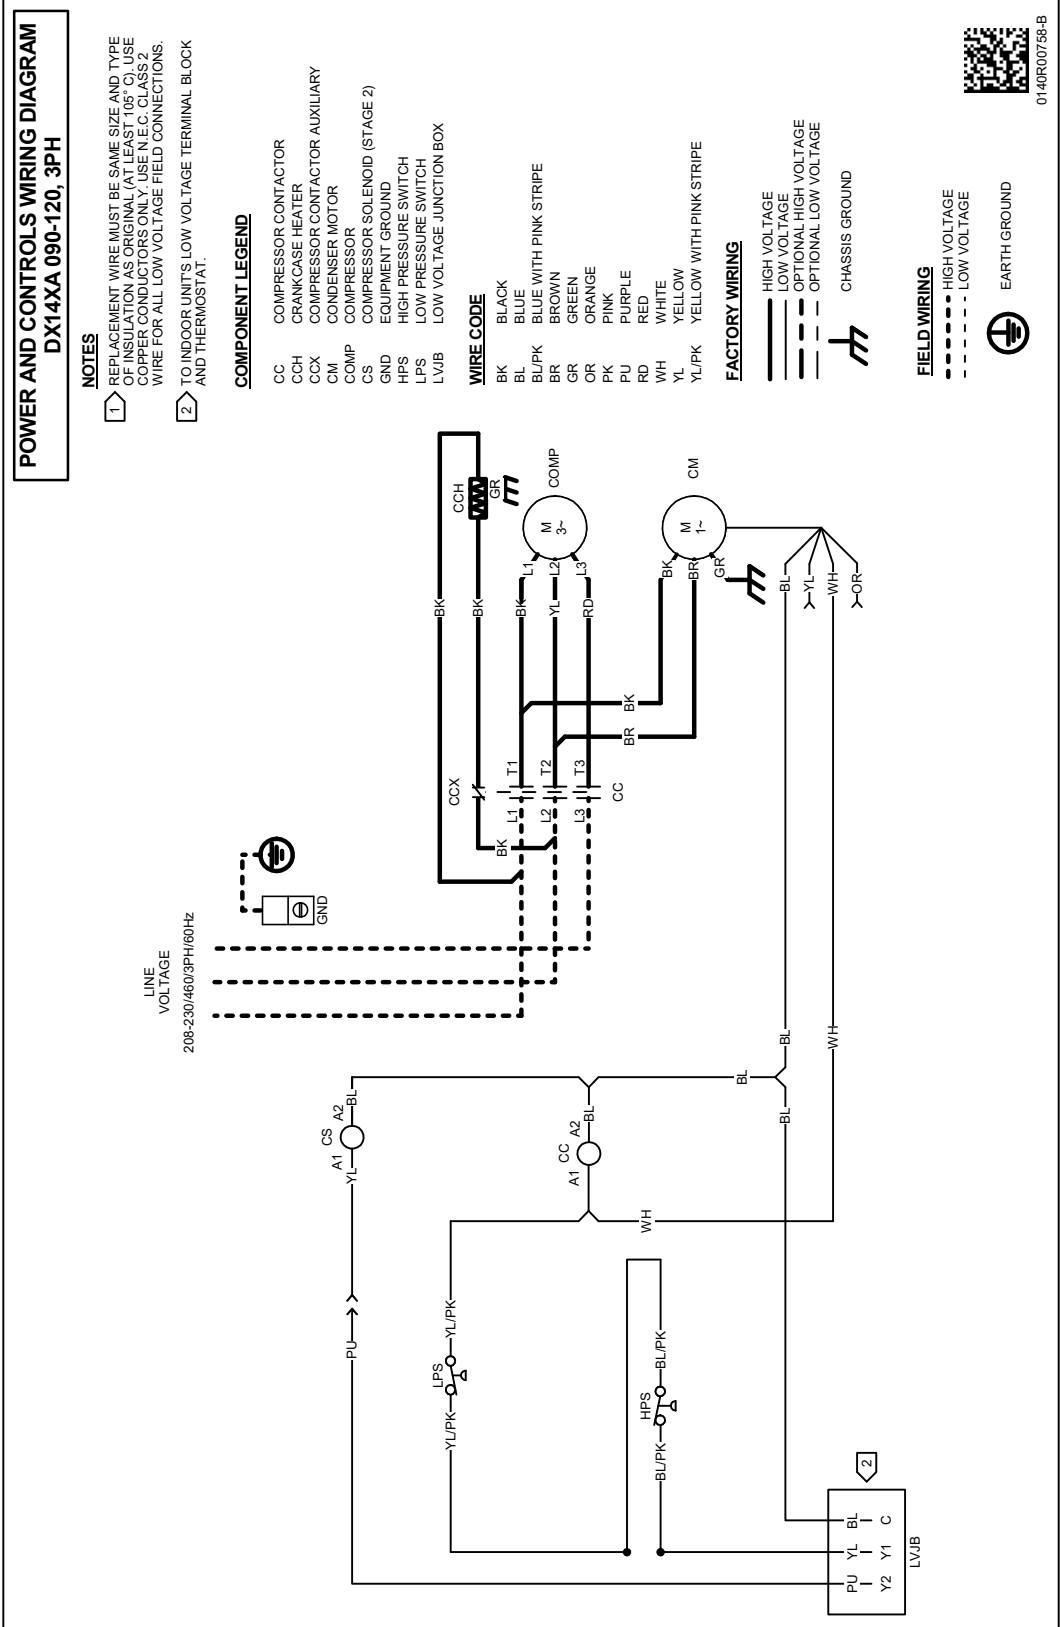 POWER AND CONTROLS WIRING DIAGRAM
DX14XA 090-120, 3PH
NOTES
1 REPLACEMENT WIRE MUST BE SAME SIZE AND TYPE
OF INSULATION AS ORIGINAL (AT LEAST 105° C). USE
COPPER CONDUCTORS ONLY. USE N.E.C. CLASS 2
WIRE FOR ALL LOW VOLTAGE FIELD CONNECTIONS.
2 TO INDOOR UNIT'S LOW VOLTAGE TERMINAL BLOCK
AND THERMOSTAT.
COMPONENT LEGEND
CC COMPRESSOR CONTACTOR
CCH CRANKCASE HEATER
CCX COMPRESSOR CONTACTOR AUXILIARY
CM CONDENSER MOTOR
COMP COMPRESSOR
CS COMPRESSOR SOLENOID (STAGE 2)
GND EQUIPMENT GROUND
HPS HIGH PRESSURE SWITCH
LPS LOW PRESSURE SWITCH
LVJB LOW VOLTAGE JUNCTION BOX
WIRE CODE
BK BLACK
BL BLUE
BL/PK BLUE WITH PINK STRIPE
BR BROWN
GR GREEN
OR ORANGE
PK PINK
PU PURPLE
RD RED
WH WHITE
YL YELLOW
YL/PK YELLOW WITH PINK STRIPE
FACTORY WIRING
HIGH VOLTAGE
LOW VOLTAGE
OPTIONAL HIGH VOLTAGE
OPTIONAL LOW VOLTAGE
CHASSIS GROUND
FIELD WIRING
HIGH VOLTAGE
LOW VOLTAGE
EARTH GROUND
0140R00758-B
LINE
VOLTAGE
208-230/460/3PH/60Hz
GND
BK
CCH
GR
BK
CCX
BK
L1 T1 BK L1
L2 T2 YL L2
L3 T3 RD L3
CC
COMP
M
3~
BK
BR
BK
BR
GR
CM
M
1~
BL
YL
WH
OR
PU
YL
A1 CS A2
BL
YL/PK
LPS
YL/PK
A1 CC A2
BL
WH
BL/PK
HPS
BL/PK
BL
BL
BL
WH
PU Y2
YL Y1
BL C
LVJB
2